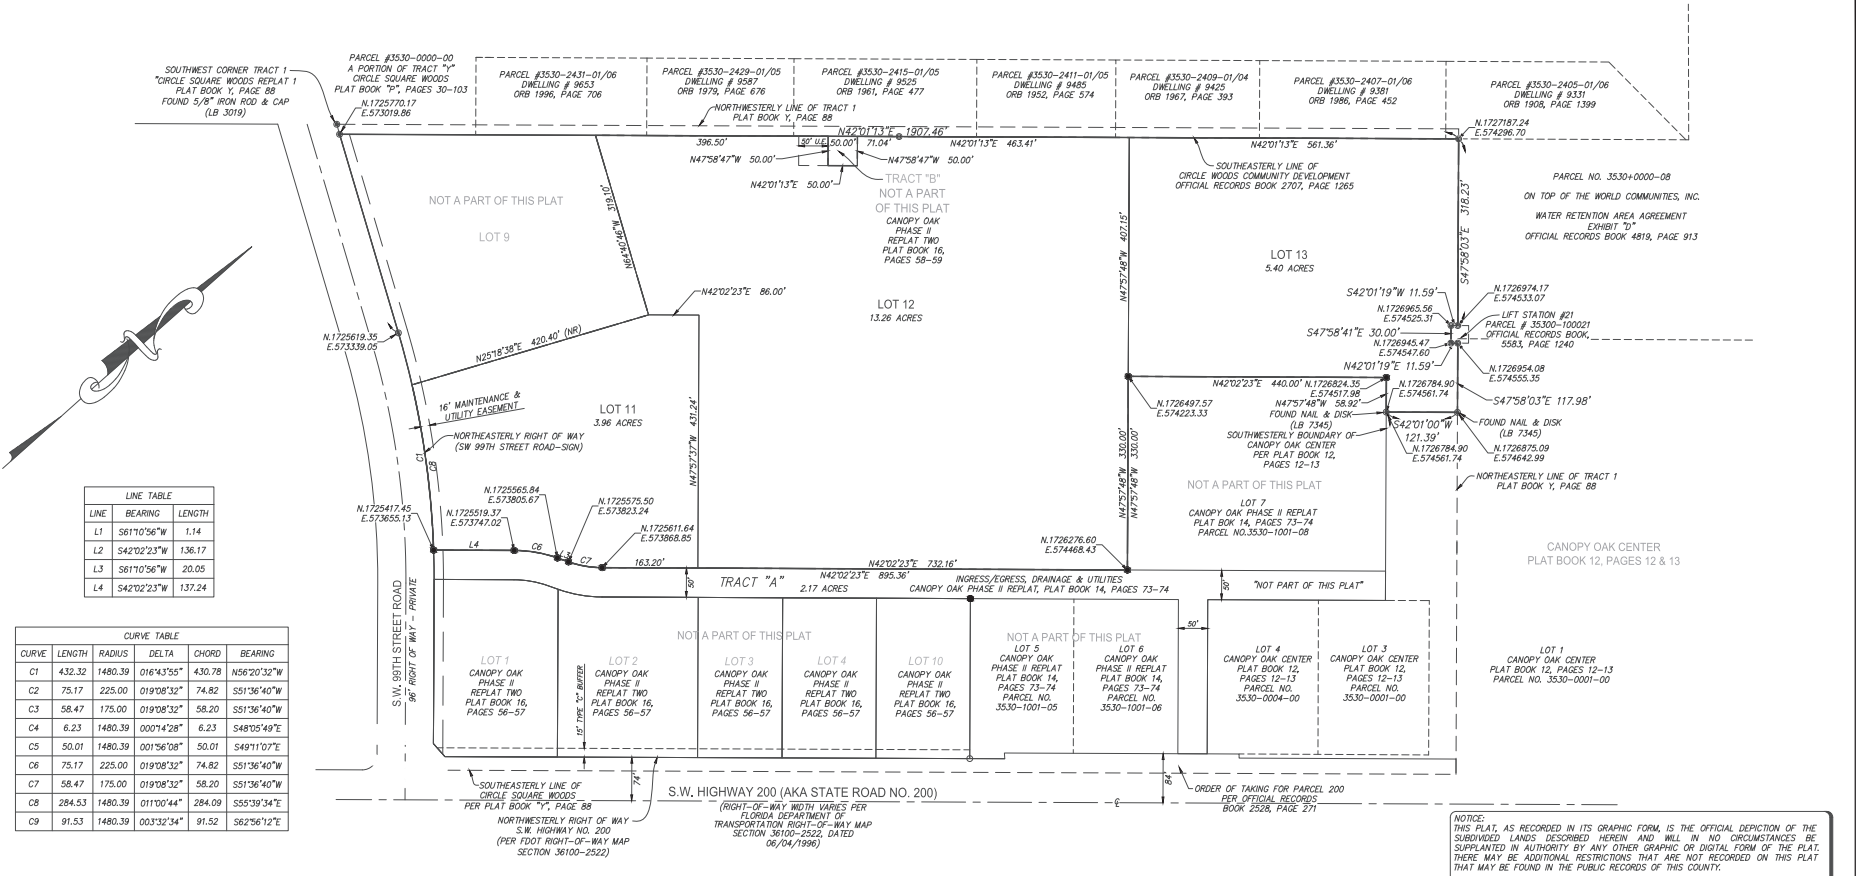 SOUTHWEST CORNER TRACT 1
"CIRCLE SQUARE WOODS REPLAT 1
PLAT BOOK Y, PAGE 88
FOUND 5/8" IRON ROD & CAP
(LB 3019)
PARCEL #3530-0000-00
A PORTION OF TRACT "Y"
CIRCLE SQUARE WOODS
PLAT BOOK "P", PAGES 30-103
N.1725770.17
E.573019.86
PARCEL #3530-2431-01/06
DWELLING # 9653
ORB 1996, PAGE 706
PARCEL #3530-2429-01/05
DWELLING # 9587
ORB 1979, PAGE 676
PARCEL #3530-2415-01/05
DWELLING # 9525
ORB 1961, PAGE 477
PARCEL #3530-2411-01/05
DWELLING # 9485
ORB 1952, PAGE 574
PARCEL #3530-2409-01/04
DWELLING # 9425
ORB 1967, PAGE 393
PARCEL #3530-2407-01/06
DWELLING # 9381
ORB 1986, PAGE 452
PARCEL #3530-2405-01/06
DWELLING # 9331
ORB 1908, PAGE 1399
NORTHWESTERLY LINE OF TRACT 1
PLAT BOOK Y, PAGE 88
N42°01'13"E 1907.46'
N.1727187.24
E.574296.70
396.50'
50' U.E.
50.00'
71.04'
N42°01'13"E 463.41'
N42°01'13"E 561.36'
N47°58'47"W 50.00'
N47°58'47"W 50.00'
N42°01'13"E 50.00'
TRACT "B"
NOT A PART
OF THIS PLAT
CANOPY OAK
PHASE II
REPLAT TWO
PLAT BOOK 16,
PAGES 58-59
SOUTHEASTERLY LINE OF
CIRCLE WOODS COMMUNITY DEVELOPMENT
OFFICIAL RECORDS BOOK 2707, PAGE 1265
PARCEL NO. 3530+0000-08
ON TOP OF THE WORLD COMMUNITIES, INC.
WATER RETENTION AREA AGREEMENT
EXHIBIT "D"
OFFICIAL RECORDS BOOK 4819, PAGE 913
NOT A PART OF THIS PLAT
LOT 9
N64°40'46"W 319.10'
N47°57'48"W 407.15'
LOT 13
5.40 ACRES
S47°58'03"E 318.23'
N42°02'23"E 86.00'
LOT 12
13.26 ACRES
S42°01'19"W 11.59'
N.1726974.17
E.574533.07
N.1726965.56
E.574525.31
LIFT STATION #21
PARCEL # 35300-100021
OFFICIAL RECORDS BOOK,
5583, PAGE 1240
S47°58'41"E 30.00'
N.1726945.47
E.574547.60
N42°01'19"E 11.59'
N.1726954.08
E.574555.35
N.1725619.35
E.573339.05
N25°18'38"E 420.40' (NR)
N42°02'23"E 440.00'
N.1726824.35
E.574517.98
N.1726784.90
E.574561.74
N47°57'48"W 58.92'
S47°58'03"E 117.98'
N.1726497.57
E.574223.33
FOUND NAIL & DISK
(LB 7345)
S42°01'00"W
121.39'
FOUND NAIL & DISK
(LB 7345)
SOUTHWESTERLY BOUNDARY OF
CANOPY OAK CENTER
PER PLAT BOOK 12,
PAGES 12-13
N.1726784.90
E.574561.74
N.1726875.09
E.574642.99
16' MAINTENANCE &
UTILITY EASEMENT
LOT 11
3.96 ACRES
N47°57'37"W 431.24'
NORTHEASTERLY RIGHT OF WAY
(SW 99TH STREET ROAD-SIGN)
C1
C8
N47°57'48"W 330.00'
N47°57'48"W 330.00'
NORTHEASTERLY LINE OF TRACT 1
PLAT BOOK Y, PAGE 88
NOT A PART OF THIS PLAT
LOT 7
CANOPY OAK PHASE II REPLAT
PLAT BOK 14, PAGES 73-74
PARCEL NO.3530-1001-08
LINE TABLE
LINE BEARING LENGTH
L1 S61°10'56"W 1.14
L2 S42°02'23"W 136.17
L3 S61°10'56"W 20.05
L4 S42°02'23"W 137.24
N.1725417.45
E.573655.13
N.1725519.37
E.573747.02
N.1725565.84
E.573805.67
N.1725575.50
E.573823.24
N.1725611.64
E.573868.85
N.1726276.60
E.574468.43
L4
C6
L3
C7
163.20'
N42°02'23"E 732.16'
50'
TRACT "A"
N42°02'23"E 895.36'
2.17 ACRES
INGRESS/EGRESS, DRAINAGE & UTILITIES
CANOPY OAK PHASE II REPLAT, PLAT BOOK 14, PAGES 73-74
50'
"NOT PART OF THIS PLAT"
CANOPY OAK CENTER
PLAT BOOK 12, PAGES 12 & 13
S.W. 99TH STREET ROAD
96' RIGHT OF WAY - PRIVATE
NOT A PART OF THIS PLAT
NOT A PART OF THIS PLAT
50'
LOT 1
CANOPY OAK
PHASE II
REPLAT TWO
PLAT BOOK 16,
PAGES 56-57
15' TYPE "C" BUFFER
LOT 2
CANOPY OAK
PHASE II
REPLAT TWO
PLAT BOOK 16,
PAGES 56-57
LOT 3
CANOPY OAK
PHASE II
REPLAT TWO
PLAT BOOK 16,
PAGES 56-57
LOT 4
CANOPY OAK
PHASE II
REPLAT TWO
PLAT BOOK 16,
PAGES 56-57
LOT 10
CANOPY OAK
PHASE II
REPLAT TWO
PLAT BOOK 16,
PAGES 56-57
LOT 5
CANOPY OAK
PHASE II REPLAT
PLAT BOOK 14,
PAGES 73-74
PARCEL NO.
3530-1001-05
LOT 6
CANOPY OAK
PHASE II REPLAT
PLAT BOOK 14,
PAGES 73-74
PARCEL NO.
3530-1001-06
LOT 4
CANOPY OAK CENTER
PLAT BOOK 12,
PAGES 12-13
PARCEL NO.
3530-0004-00
LOT 3
CANOPY OAK CENTER
PLAT BOOK 12,
PAGES 12-13
PARCEL NO.
3530-0001-00
LOT 1
CANOPY OAK CENTER
PLAT BOOK 12, PAGES 12-13
PARCEL NO. 3530-0001-00
CURVE TABLE
CURVE LENGTH RADIUS DELTA CHORD BEARING
C1 432.32 1480.39 016°43'55" 430.78 N56°20'32"W
C2 75.17 225.00 019°08'32" 74.82 S51°36'40"W
C3 58.47 175.00 019°08'32" 58.20 S51°36'40"W
C4 6.23 1480.39 000°14'28" 6.23 S48°05'49"E
C5 50.01 1480.39 001°56'08" 50.01 S49°11'07"E
C6 75.17 225.00 019°08'32" 74.82 S51°36'40"W
C7 58.47 175.00 019°08'32" 58.20 S51°36'40"W
C8 284.53 1480.39 011°00'44" 284.09 S55°39'34"E
C9 91.53 1480.39 003°32'34" 91.52 S62°56'12"E
SOUTHEASTERLY LINE OF
CIRCLE SQUARE WOODS
PER PLAT BOOK "Y", PAGE 88
74'
84'
S.W. HIGHWAY 200 (AKA STATE ROAD NO. 200)
(RIGHT-OF-WAY WIDTH VARIES PER
FLORIDA DEPARTMENT OF
TRANSPORTATION RIGHT-OF-WAY MAP
SECTION 36100-2522, DATED
06/04/1996)
NORTHWESTERLY RIGHT OF WAY
S.W. HIGHWAY NO. 200
(PER FDOT RIGHT-OF-WAY MAP
SECTION 36100-2522)
ORDER OF TAKING FOR PARCEL 200
PER OFFICIAL RECORDS
BOOK 2528, PAGE 271
NOTICE:
THIS PLAT, AS RECORDED IN ITS GRAPHIC FORM, IS THE OFFICIAL DEPICTION OF THE
SUBDIVIDED LANDS DESCRIBED HEREIN AND WILL IN NO CIRCUMSTANCES BE
SUPPLANTED IN AUTHORITY BY ANY OTHER GRAPHIC OR DIGITAL FORM OF THE PLAT.
THERE MAY BE ADDITIONAL RESTRICTIONS THAT ARE NOT RECORDED ON THIS PLAT
THAT MAY BE FOUND IN THE PUBLIC RECORDS OF THIS COUNTY.